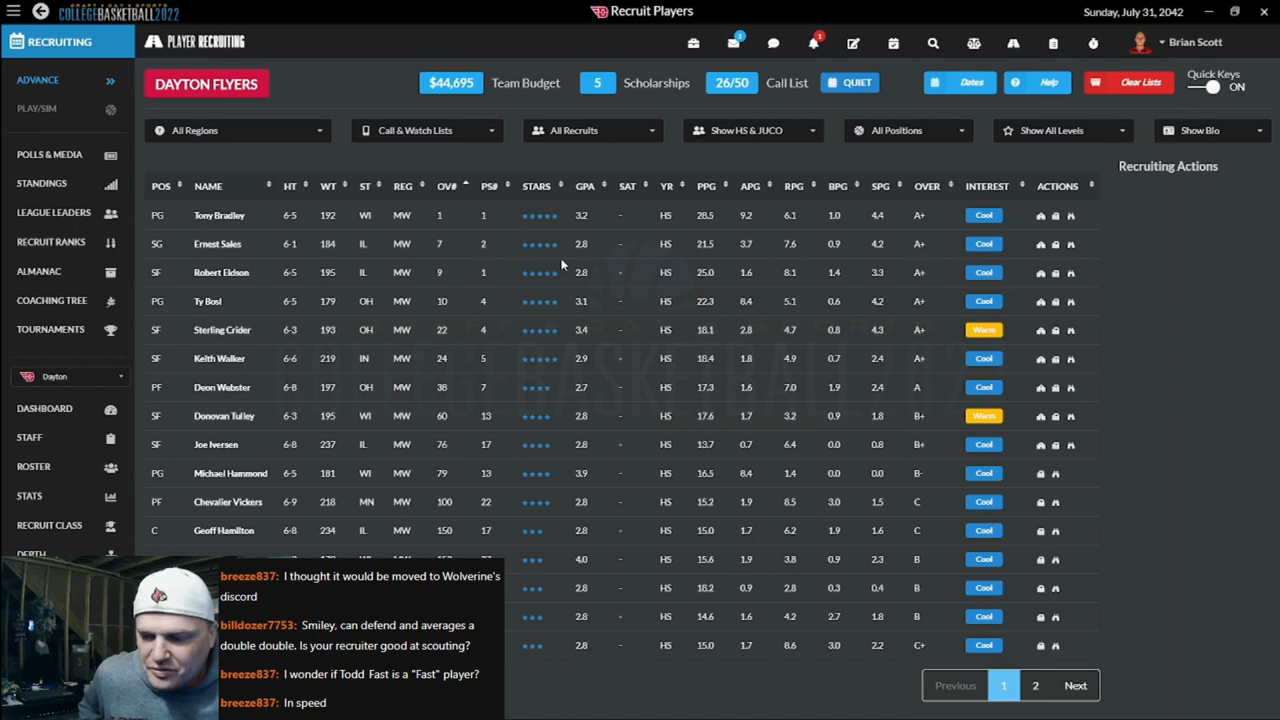 DRAFT DAY SPORTS
COLLEGEBASKETBALL2022
Recruit Players
Sunday, July 31, 2042
RECRUITING
PLAYER RECRUITING
3
1
Brian Scott
ADVANCE
PLAY/SIM
POLLS & MEDIA
STANDINGS
LEAGUE LEADERS
RECRUIT RANKS
ALMANAC
COACHING TREE
TOURNAMENTS
Dayton
DASHBOARD
STAFF
ROSTER
STATS
RECRUIT CLASS
DEPTH
DAYTON FLYERS
$44,695 Team Budget 5 Scholarships 26/50 Call List QUIET Dates Help Clear Lists Quick Keys ON
All Regions Call & Watch Lists All Recruits Show HS & JUCO All Positions Show All Levels Show Bio
Recruiting Actions
POS NAME HT WT ST REG OV# PS# STARS GPA SAT YR PPG APG RPG BPG SPG OVER INTEREST ACTIONS
PG Tony Bradley 6-5 192 WI MW 1 1 ★★★★★ 3.2 - HS 28.5 9.2 6.1 1.0 4.4 A+ Cool
SG Ernest Sales 6-1 184 IL MW 7 2 ★★★★★ 2.8 - HS 21.5 3.7 7.6 0.9 4.2 A+ Cool
SF Robert Eldson 6-5 195 IL MW 9 1 ★★★★★ 2.8 - HS 25.0 1.6 8.1 1.4 3.3 A+ Cool
PG Ty Bosl 6-5 179 OH MW 10 4 ★★★★★ 3.1 - HS 22.3 8.4 5.1 0.6 4.2 A+ Cool
SF Sterling Crider 6-3 193 OH MW 22 4 ★★★★★ 3.4 - HS 18.1 2.8 4.7 0.8 4.3 A+ Warm
SF Keith Walker 6-6 219 IN MW 24 5 ★★★★★ 2.9 - HS 18.4 1.8 4.9 0.7 2.4 A+ Cool
PF Deon Webster 6-8 197 OH MW 38 7 ★★★★★ 2.7 - HS 17.3 1.6 7.0 1.9 2.4 A Cool
SF Donovan Tulley 6-3 195 WI MW 60 13 ★★★★ 2.8 - HS 17.6 1.7 3.2 0.9 1.8 B+ Warm
SF Joe Iversen 6-8 237 IL MW 76 17 ★★★★ 2.8 - HS 13.7 0.7 6.4 0.0 0.8 B+ Cool
PG Michael Hammond 6-5 181 WI MW 79 13 ★★★★ 3.9 - HS 16.5 8.4 1.4 0.0 0.0 B- Cool
PF Chevalier Vickers 6-9 218 MN MW 100 22 ★★★★ 2.8 - HS 15.2 1.9 8.5 3.0 1.5 C Cool
C Geoff Hamilton 6-8 234 IL MW 150 17 ★★★ 2.8 - HS 15.0 1.7 6.2 1.9 1.6 C Cool
★★★ 4.0 - HS 15.6 1.9 3.8 0.9 2.3 B Cool
★★★ 2.8 - HS 18.2 0.9 2.8 0.3 0.4 B Cool
★★★ 2.8 - HS 14.6 1.6 4.2 2.7 1.8 B Cool
★★★ 2.8 - HS 15.0 1.7 8.6 3.0 2.2 C+ Cool
Previous 1 2 Next
breeze837: I thought it would be moved to Wolverine's
discord
billdozer7753: Smiley, can defend and averages a
double double. Is your recruiter good at scouting?
breeze837: I wonder if Todd Fast is a "Fast" player?
breeze837: In speed